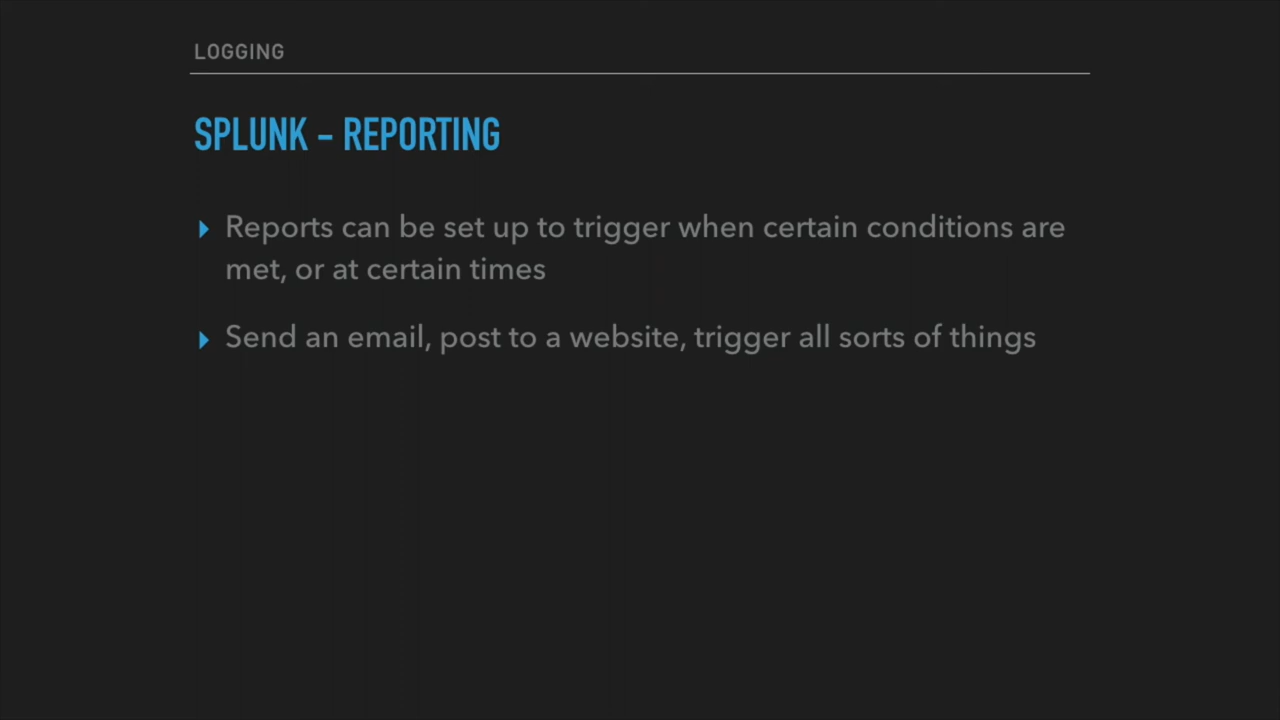 LOGGING
SPLUNK - REPORTING
Reports can be set up to trigger when certain conditions are
met, or at certain times
Send an email, post to a website, trigger all sorts of things